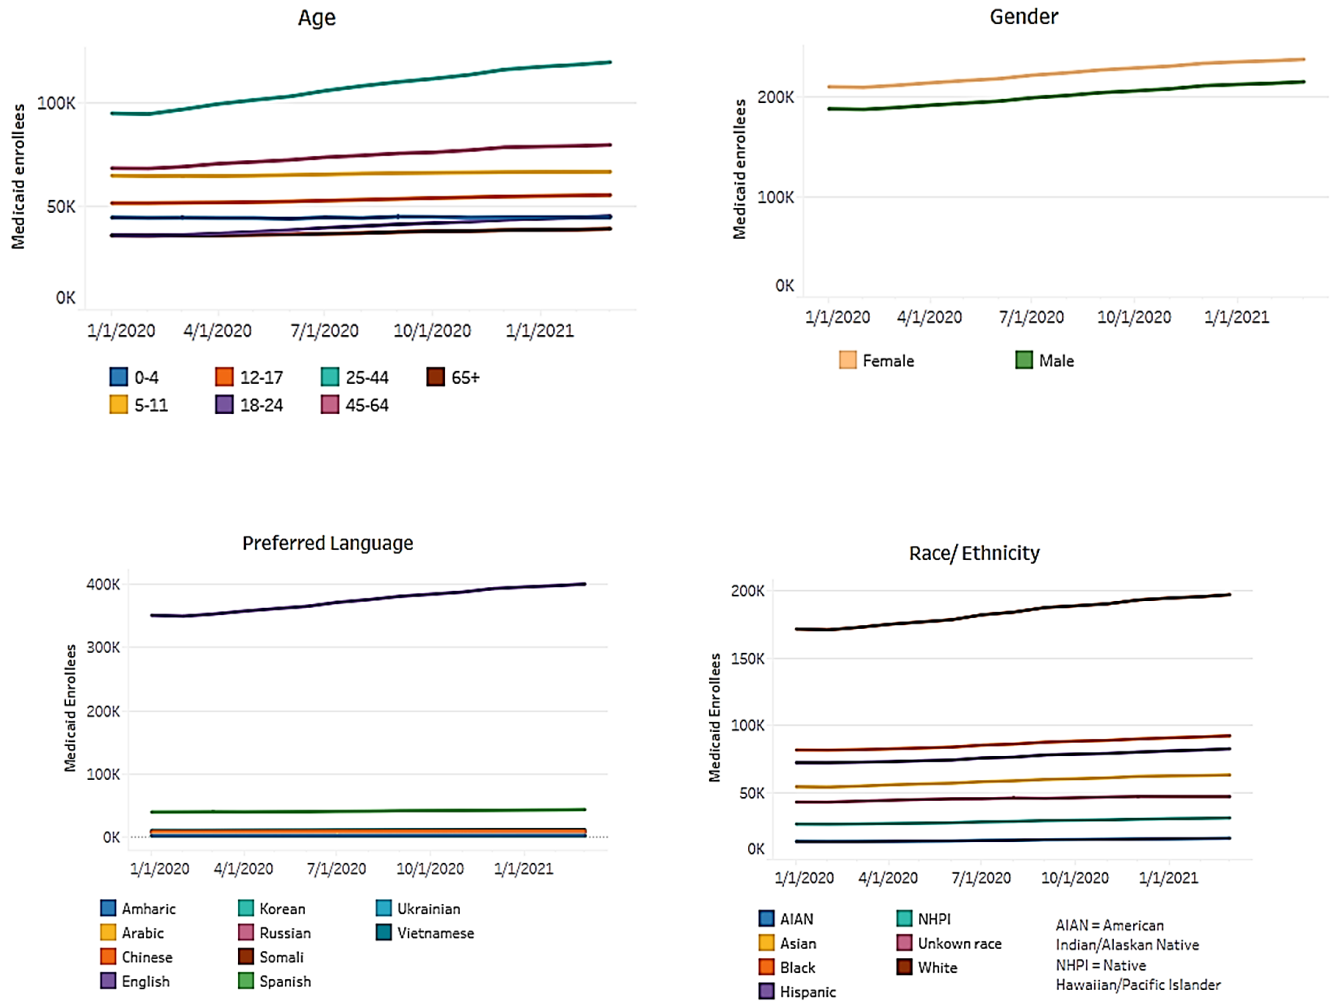 Age
Medicaid enrollees
100K
50K
0K
1/1/2020 4/1/2020 7/1/2020 10/1/2020 1/1/2021
0-4 12-17 25-44 65+
5-11 18-24 45-64
Gender
Medicaid enrollees
200K
100K
0K
1/1/2020 4/1/2020 7/1/2020 10/1/2020 1/1/2021
Female Male
Preferred Language
Medicaid Enrollees
400K
300K
200K
100K
0K
1/1/2020 4/1/2020 7/1/2020 10/1/2020 1/1/2021
Amharic Korean Ukrainian
Arabic Russian Vietnamese
Chinese Somali
English Spanish
Race/ Ethnicity
Medicaid Enrollees
200K
150K
100K
50K
0K
1/1/2020 4/1/2020 7/1/2020 10/1/2020 1/1/2021
AIAN NHPI
Asian Unkown race
Black White
Hispanic
AIAN = American
Indian/Alaskan Native
NHPI = Native
Hawaiian/Pacific Islander